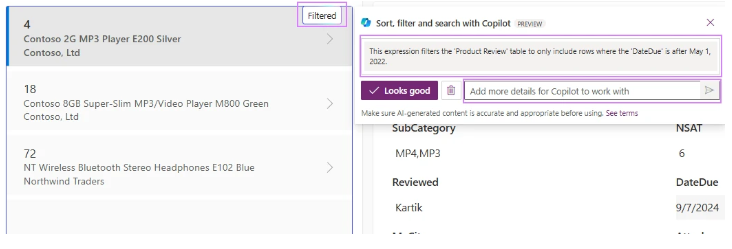 Filtered
4
Contoso 2G MP3 Player E200 Silver
Contoso, Ltd
18
Contoso 8GB Super-Slim MP3/Video Player M800 Green
Contoso, Ltd
72
NT Wireless Bluetooth Stereo Headphones E102 Blue
Northwind Traders
Sort, filter and search with Copilot PREVIEW
This expression filters the 'Product Review' table to only include rows where the 'DateDue' is after May 1,
2022.
Looks good
Add more details for Copilot to work with
Make sure AI-generated content is accurate and appropriate before using. See terms
SubCategory NSAT
MP4,MP3 6
Reviewed DateDue
Kartik 9/7/2024